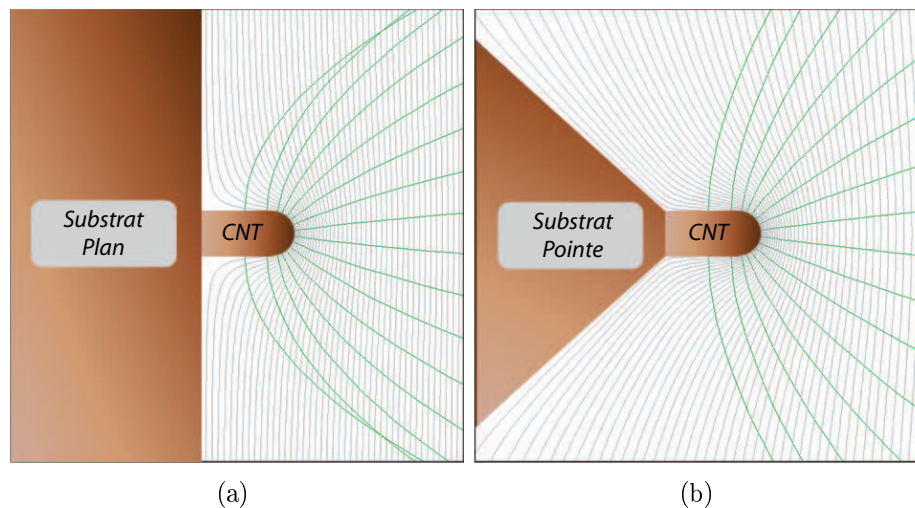 Substrat
Plan
CNT
Substrat
Pointe
CNT
(a)
(b)